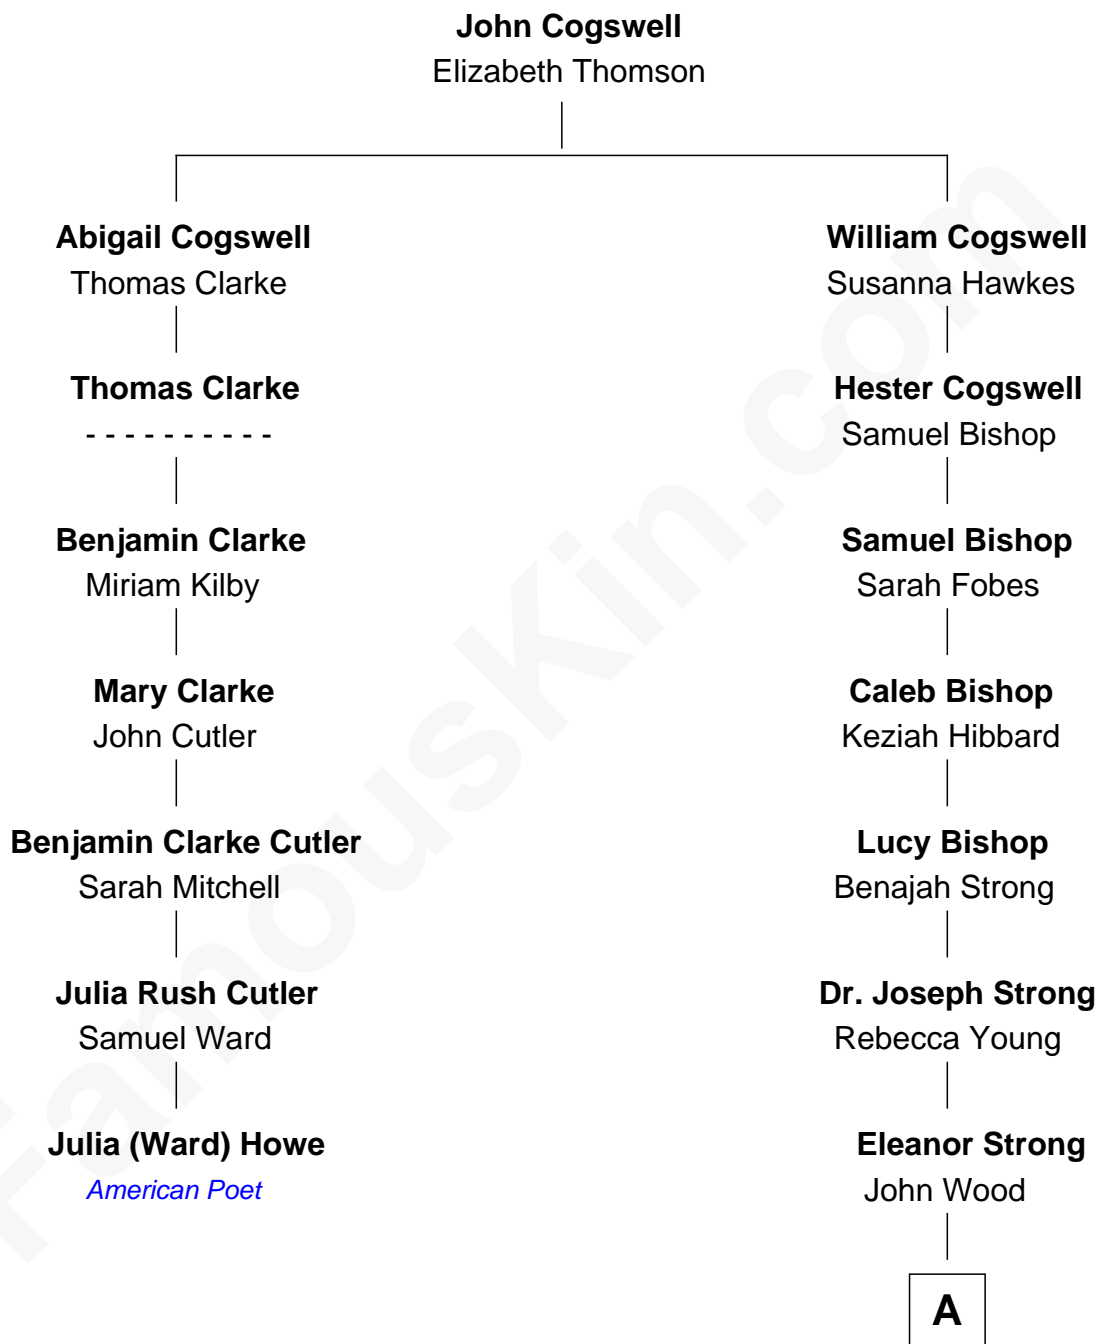 John Cogswell
Elizabeth Thomson
Abigail Cogswell
Thomas Clarke
William Cogswell
Susanna Hawkes
Thomas Clarke
- - - - - - - - - -
Hester Cogswell
Samuel Bishop
Benjamin Clarke
Miriam Kilby
Samuel Bishop
Sarah Fobes
Mary Clarke
John Cutler
Caleb Bishop
Keziah Hibbard
Benjamin Clarke Cutler
Sarah Mitchell
Lucy Bishop
Benajah Strong
Julia Rush Cutler
Samuel Ward
Dr. Joseph Strong
Rebecca Young
Julia (Ward) Howe
American Poet
Eleanor Strong
John Wood
A
FamousKin.com